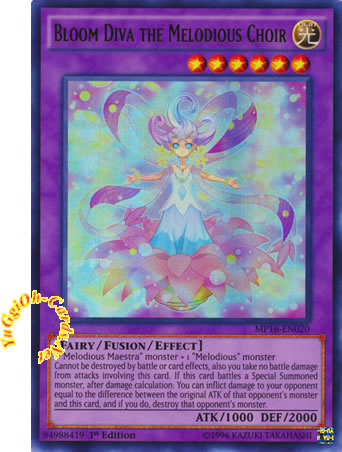 BLOOM DIVA THE MELODIOUS CHOIR
LIGHT
光
YuGgiOh-Cards.Net
MP16-EN020
[FAIRY/FUSION/EFFECT]
"Melodious Maestra" monster + 1 "Melodious" monster
Cannot be destroyed by battle or card effects, also you take no battle damage
from attacks involving this card. If this card battles a Special Summoned
monster, after damage calculation: You can inflict damage to your opponent
equal to the difference between the original ATK of that opponent's monster
and this card, and if you do, destroy that opponent's monster.
ATK/1000 DEF/2000
84988419 1st Edition
©1996 KAZUKI TAKAHASHI